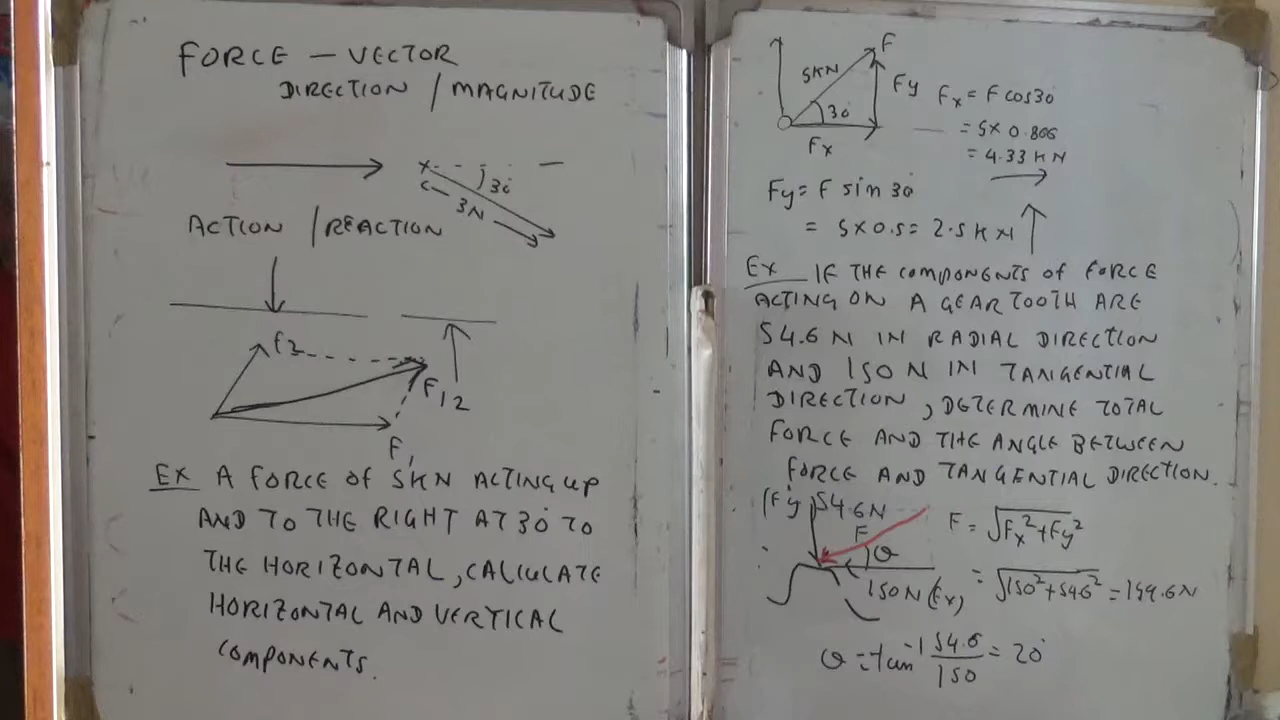 FORCE – VECTOR
DIRECTION / MAGNITUDE
30°
3N
ACTION / REACTION
F2
F12
F1
EX A FORCE OF 5KN ACTING UP
AND TO THE RIGHT AT 30° TO
THE HORIZONTAL, CALCULATE
HORIZONTAL AND VERTICAL
COMPONENTS.
F
5KN
Fy
30°
Fx
Fx = F cos30°
= 5 x 0.866
= 4.33 KN
Fy = F sin 30°
= 5x0.5 = 2.5KN
EX IF THE COMPONENTS OF FORCE
ACTING ON A GEAR TOOTH ARE
54.6 N IN RADIAL DIRECTION
AND 150 N IN TANGENTIAL
DIRECTION, DETERMINE TOTAL
FORCE AND THE ANGLE BETWEEN
FORCE AND TANGENTIAL DIRECTION.
(Fy) 54.6N
F
θ
150N (Fx)
F = √Fx²+Fy²
= √150²+54.6² = 159.6N
θ = tan⁻¹ 54.6/150 = 20°